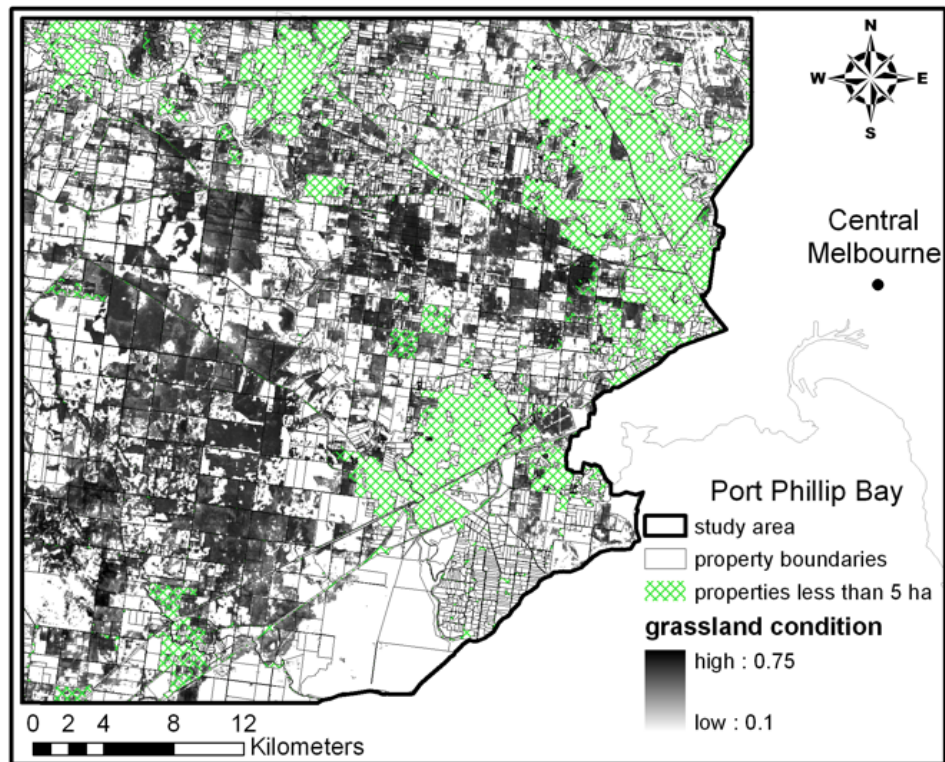 N
W E
S
Central
Melbourne
Port Phillip Bay
study area
property boundaries
properties less than 5 ha
grassland condition
high : 0.75
low : 0.1
0 2 4 8 12
Kilometers